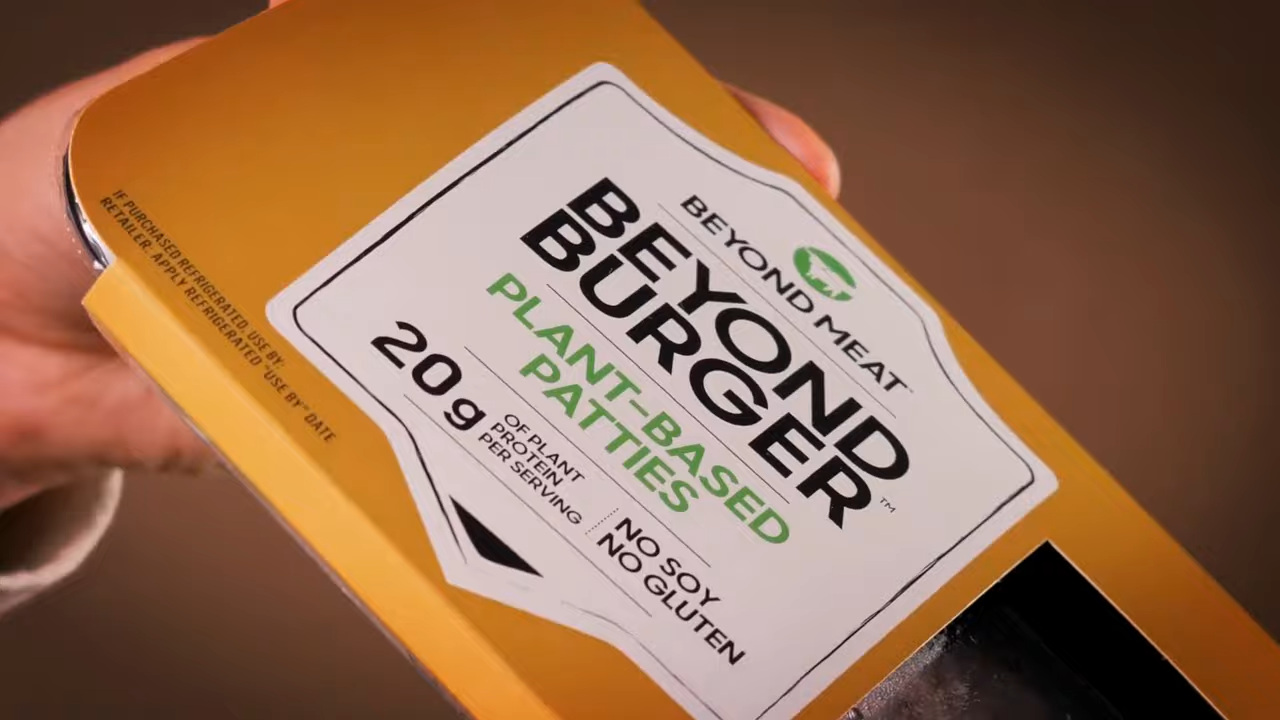 BEYOND MEAT
BEYOND
BURGER™
PLANT-BASED
PATTIES
20g
OF PLANT
PROTEIN
PER SERVING
NO SOY
NO GLUTEN
IF PURCHASED REFRIGERATED, USE BY:
RETAILER: APPLY REFRIGERATED "USE BY" DATE